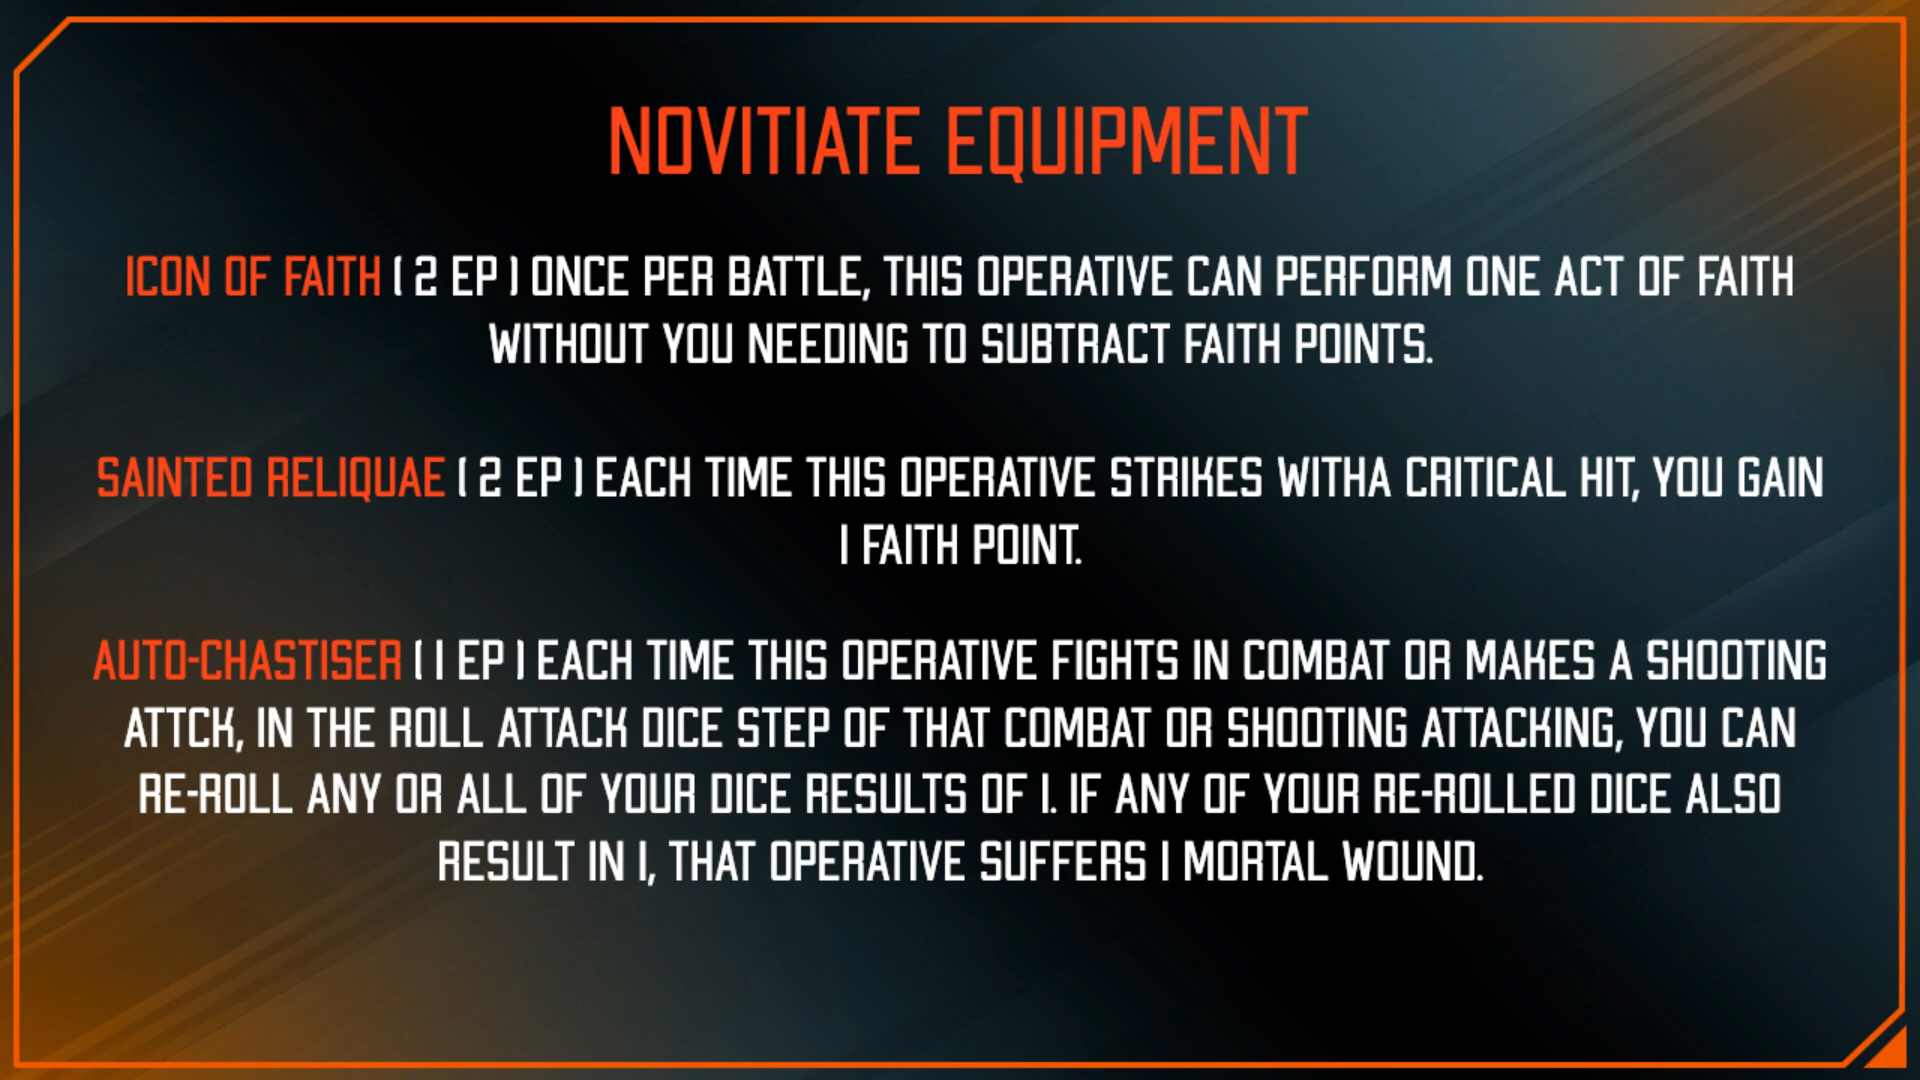 NOVITIATE EQUIPMENT
ICON OF FAITH ( 2 EP ) ONCE PER BATTLE, THIS OPERATIVE CAN PERFORM ONE ACT OF FAITH
WITHOUT YOU NEEDING TO SUBTRACT FAITH POINTS.
SAINTED RELIQUAE ( 2 EP ) EACH TIME THIS OPERATIVE STRIKES WITHA CRITICAL HIT, YOU GAIN
1 FAITH POINT.
AUTO-CHASTISER ( 1 EP ) EACH TIME THIS OPERATIVE FIGHTS IN COMBAT OR MAKES A SHOOTING
ATTCK, IN THE ROLL ATTACK DICE STEP OF THAT COMBAT OR SHOOTING ATTACKING, YOU CAN
RE-ROLL ANY OR ALL OF YOUR DICE RESULTS OF 1. IF ANY OF YOUR RE-ROLLED DICE ALSO
RESULT IN 1, THAT OPERATIVE SUFFERS 1 MORTAL WOUND.